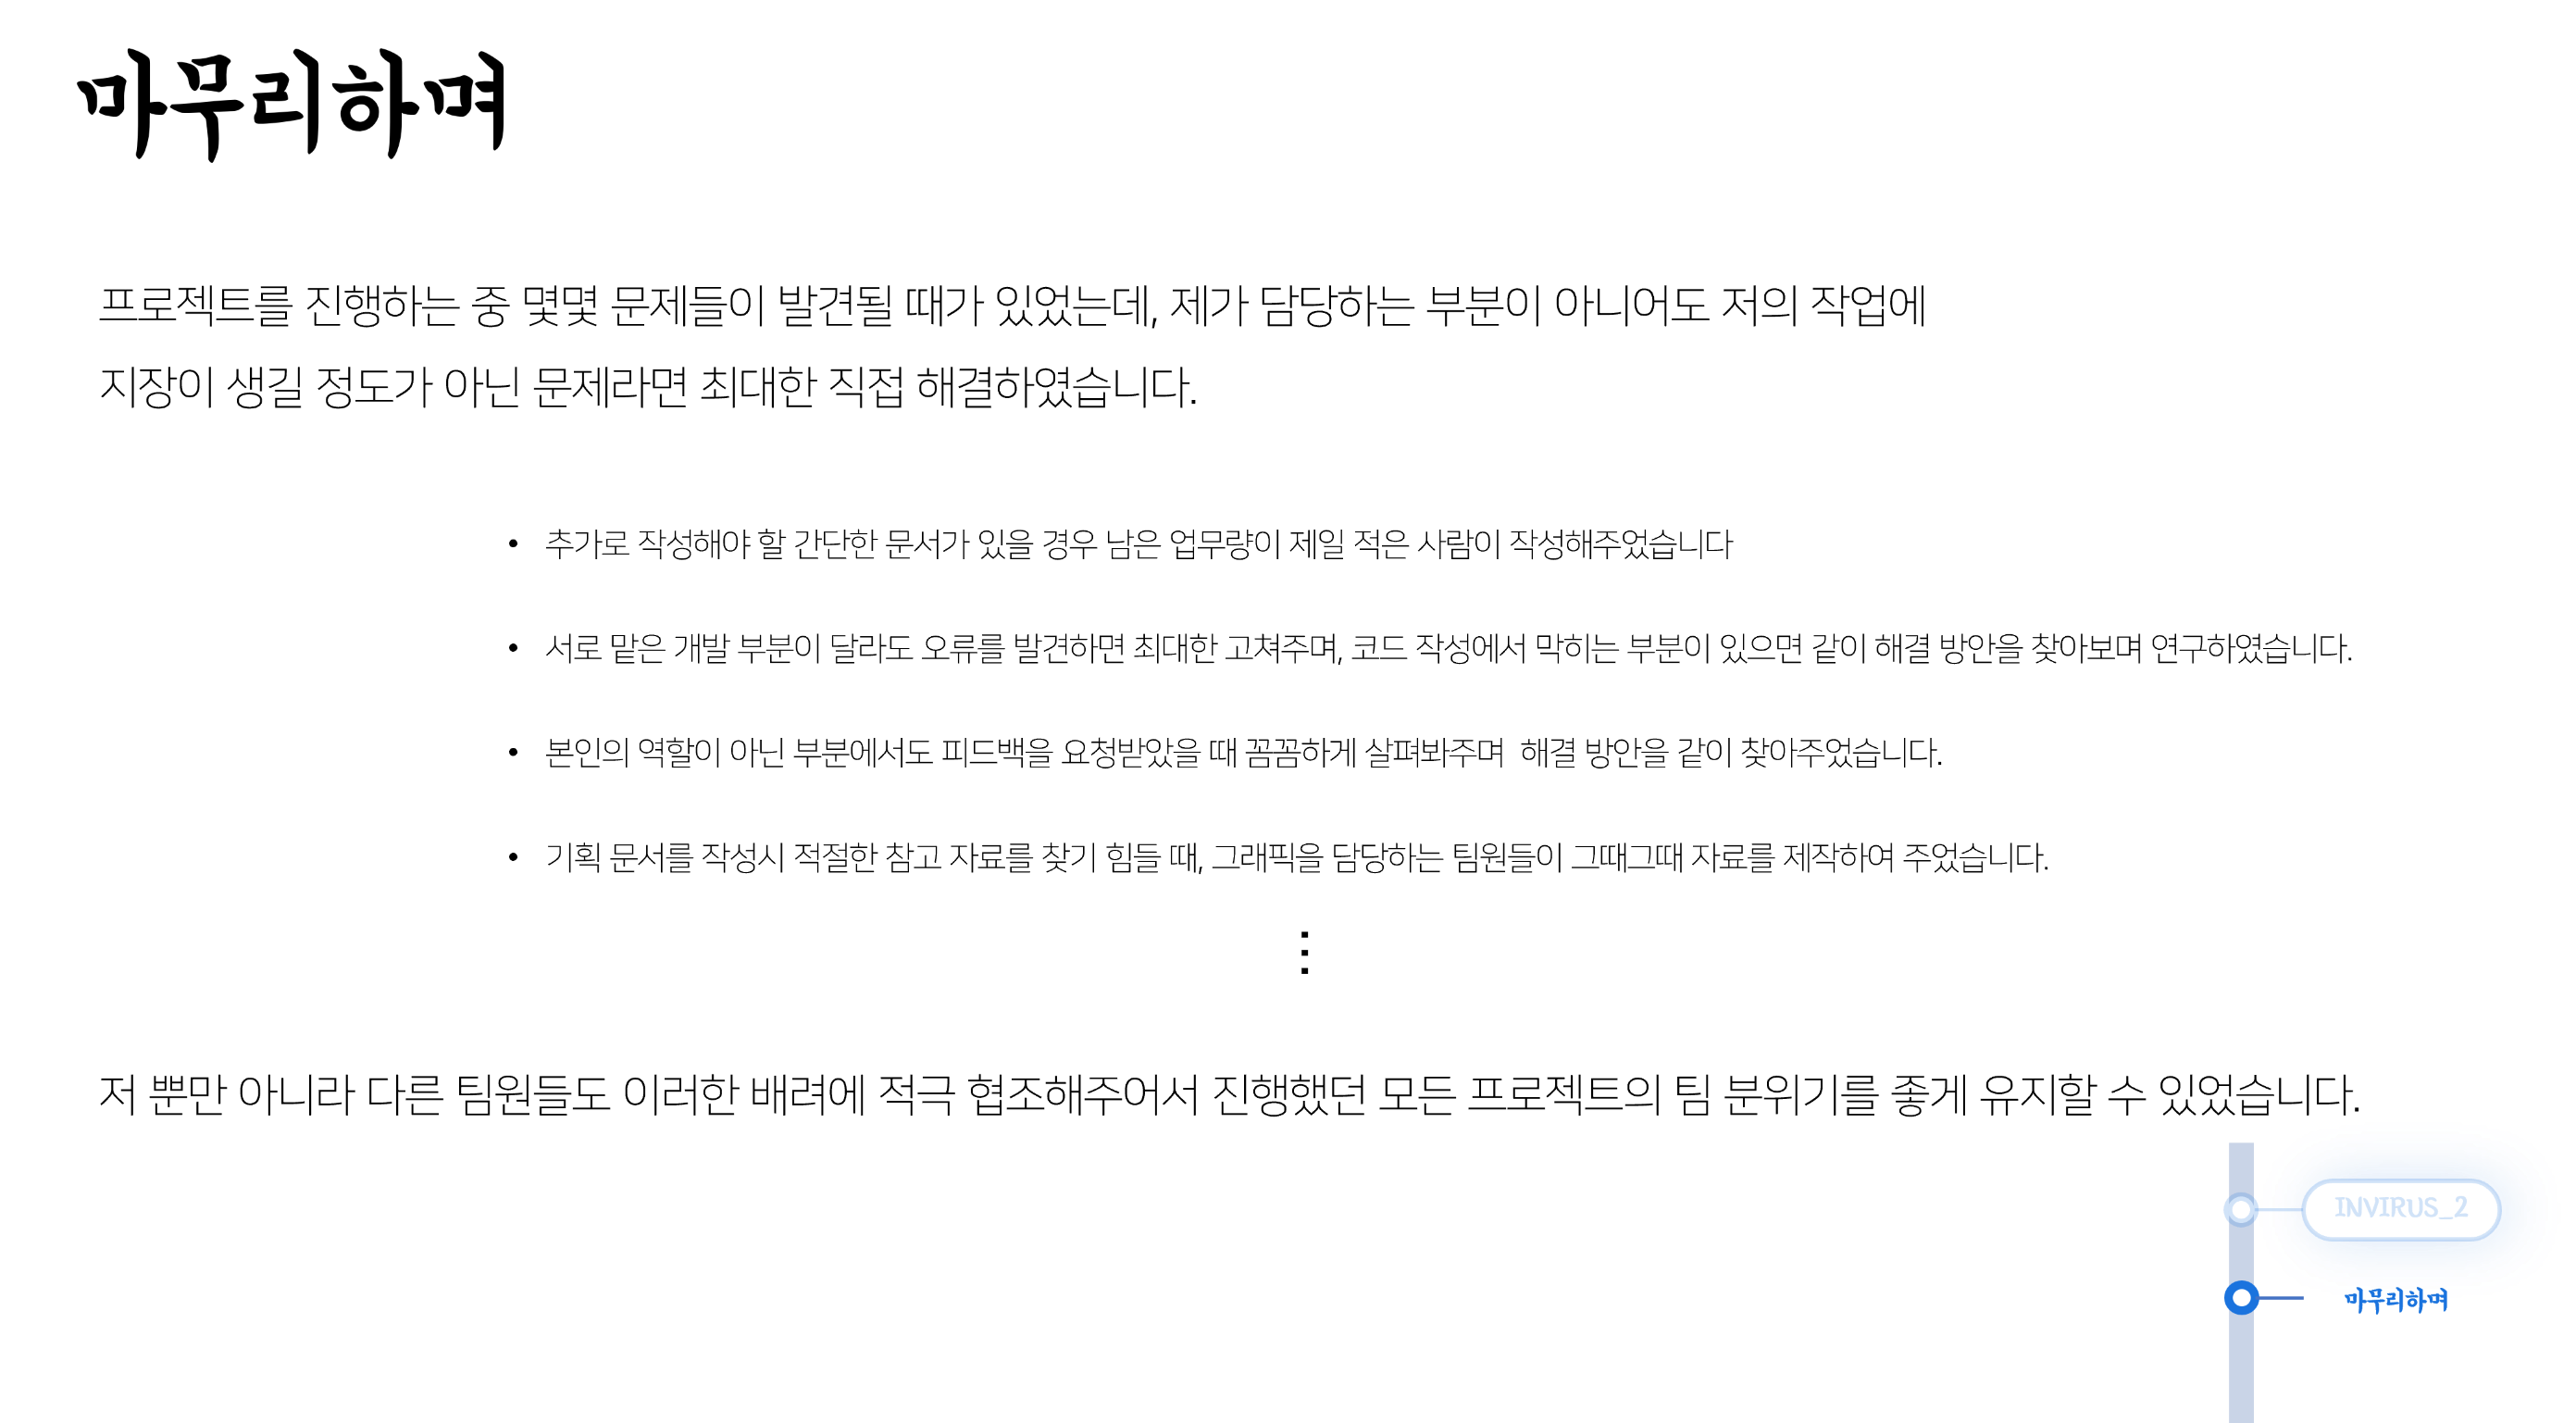 마무리하며
프로젝트를 진행하는 중 몇몇 문제들이 발견될 때가 있었는데, 제가 담당하는 부분이 아니어도 저의 작업에
지장이 생길 정도가 아닌 문제라면 최대한 직접 해결하였습니다.
• 추가로 작성해야 할 간단한 문서가 있을 경우 남은 업무량이 제일 적은 사람이 작성해주었습니다
• 서로 맡은 개발 부분이 달라도 오류를 발견하면 최대한 고쳐주며, 코드 작성에서 막히는 부분이 있으면 같이 해결 방안을 찾아보며 연구하였습니다.
• 본인의 역할이 아닌 부분에서도 피드백을 요청받았을 때 꼼꼼하게 살펴봐주며 해결 방안을 같이 찾아주었습니다.
• 기획 문서를 작성시 적절한 참고 자료를 찾기 힘들 때, 그래픽을 담당하는 팀원들이 그때그때 자료를 제작하여 주었습니다.
⋮
저 뿐만 아니라 다른 팀원들도 이러한 배려에 적극 협조해주어서 진행했던 모든 프로젝트의 팀 분위기를 좋게 유지할 수 있었습니다.
INVIRUS_2
마무리하며